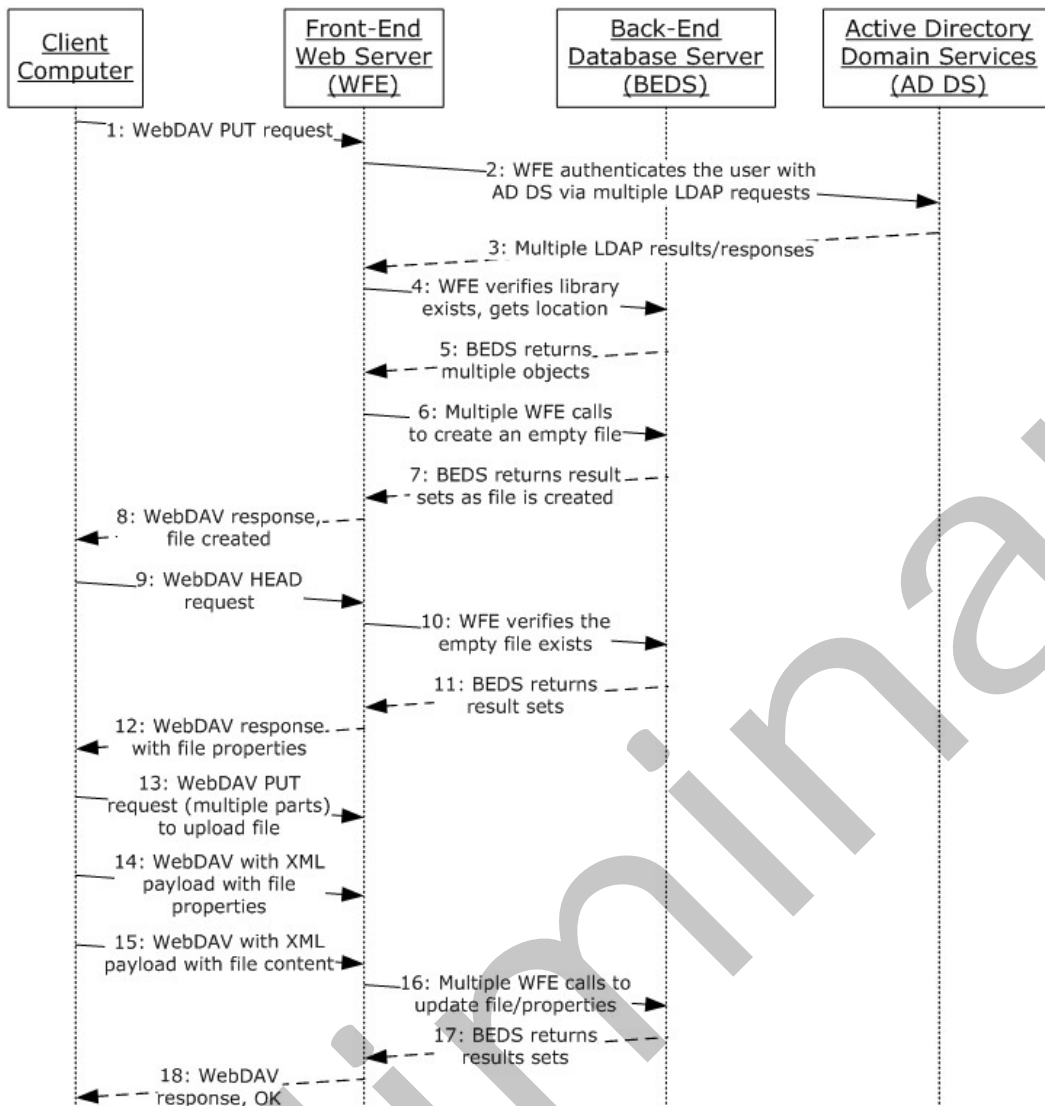 Client
Computer
Front-End
Web Server
(WFE)
Back-End
Database Server
(BEDS)
Active Directory
Domain Services
(AD DS)
1: WebDAV PUT request
2: WFE authenticates the user with
AD DS via multiple LDAP requests
3: Multiple LDAP results/responses
4: WFE verifies library
exists, gets location
5: BEDS returns
multiple objects
6: Multiple WFE calls
to create an empty file
7: BEDS returns result
sets as file is created
8: WebDAV response,
file created
9: WebDAV HEAD
request
10: WFE verifies the
empty file exists
11: BEDS returns
result sets
12: WebDAV response
with file properties
13: WebDAV PUT
request (multiple parts)
to upload file
14: WebDAV with XML
payload with file
properties
15: WebDAV with XML
payload with file content
16: Multiple WFE calls to
update file/properties
17: BEDS returns
results sets
18: WebDAV
response, OK